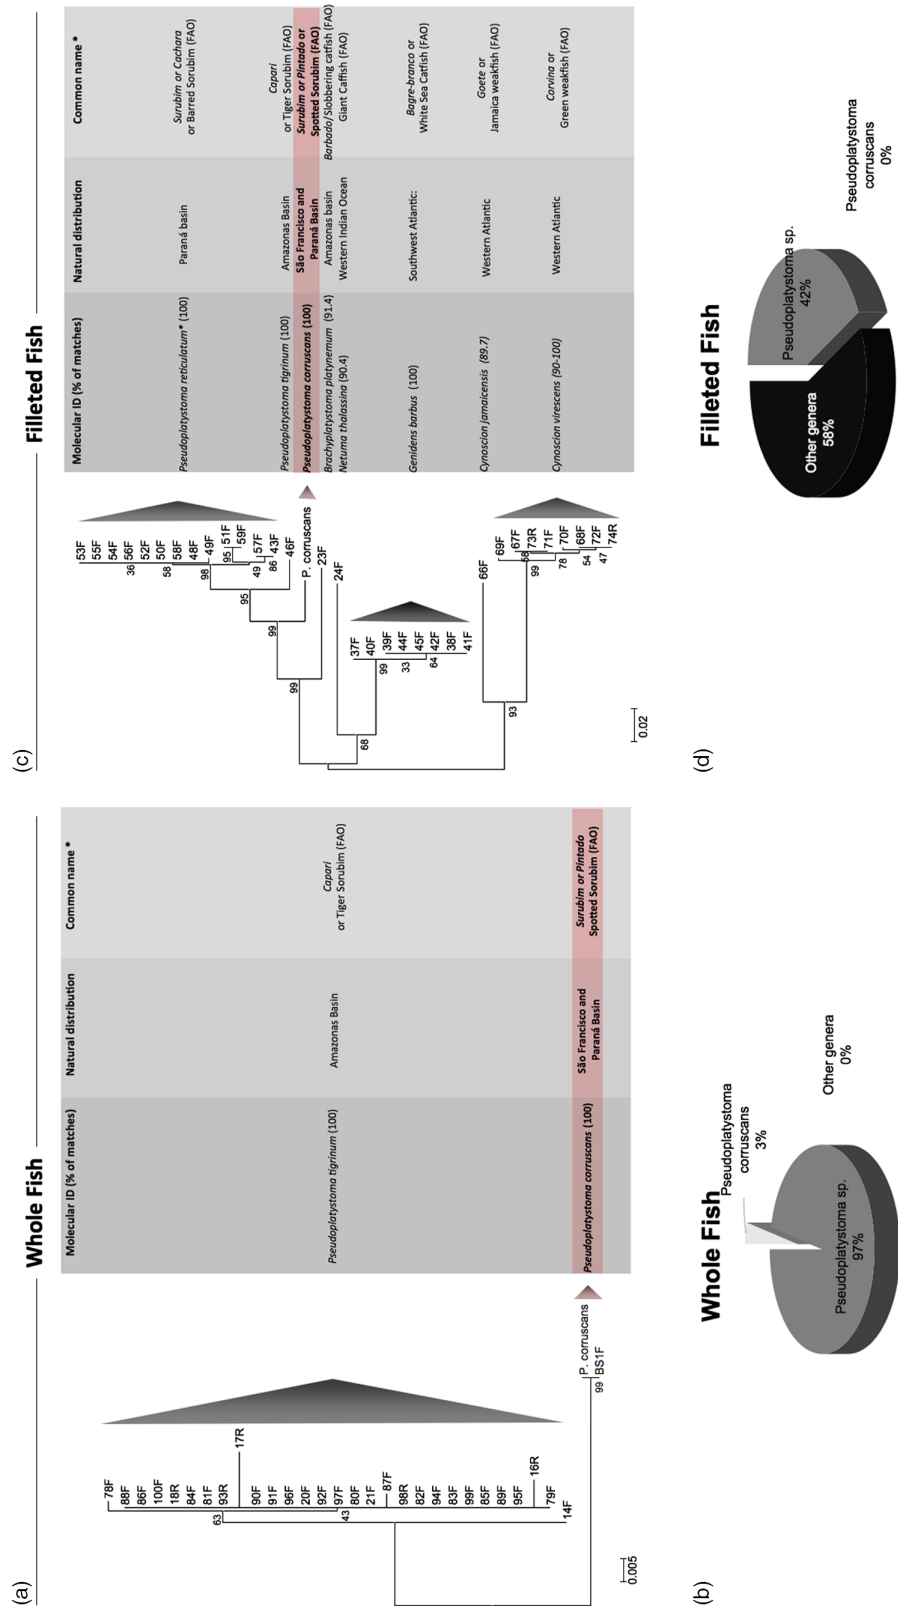 (a)
Whole Fish
Molecular ID (% of matches)
Natural distribution
Common name *
78F
88F
86F
100F
18R
84F
81F
93R
17R
90F
91F
96F
20F
92F
97F
80F
21F
87F
98R
82F
94F
83F
99F
85F
89F
95F
16R
79F
14F
63
43
Pseudoplatystoma tigrinum (100)
Amazonas Basin
Capari
or Tiger Sorubim (FAO)
P. corruscans
BS1F
99
Pseudoplatystoma corruscans (100)
São Francisco and
Paraná Basin
Surubim or Pintado
Spotted Sorubim (FAO)
0.005
(b)
Whole Fish
Pseudoplatystoma
corruscans
3%
Pseudoplatystoma sp.
97%
Other genera
0%
(c)
Filleted Fish
Molecular ID (% of matches)
Natural distribution
Common name *
53F
55F
54F
56F
52F
50F
58F
48F
49F
51F
59F
57F
43F
46F
P. corruscans
23F
24F
36
58
98
95
49
86
95
99
99
Pseudoplatystoma reticulatum* (100)
Paraná basin
Surubim or Cachara
or Barred Sorubim (FAO)
Pseudoplatystoma tigrinum (100)
Amazonas Basin
Capari
or Tiger Sorubim (FAO)
Pseudoplatystoma corruscans (100)
São Francisco and
Paraná Basin
Surubim or Pintado or
Spotted Sorubim (FAO)
Brachyplatystoma platynemum (91.4)
Amazonas basin
Barbado/Slobbering catfish (FAO)
Netuma thalassina (90.4)
Western Indian Ocean
Giant Catfish (FAO)
37F
40F
39F
44F
45F
42F
38F
41F
99
33
64
68
Genidens barbus (100)
Southwest Atlantic:
Bagre-branco or
White Sea Catfish (FAO)
66F
Cynoscion jamaicensis (89.7)
Western Atlantic
Goete or
Jamaica weakfish (FAO)
69F
67F
73R
71F
70F
68F
72F
74R
58
99
78
54
47
93
Cynoscion virescens (90-100)
Western Atlantic
Corvina or
Green weakfish (FAO)
0.02
(d)
Filleted Fish
Other genera
58%
Pseudoplatystoma sp.
42%
Pseudoplatystoma
corruscans
0%